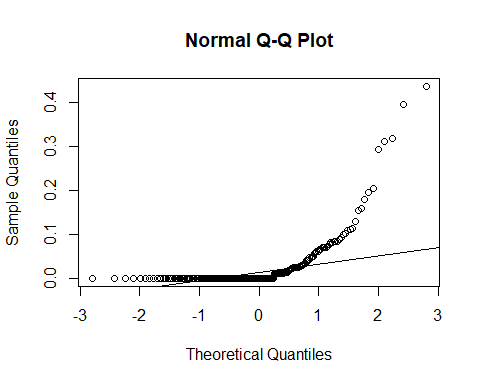 Normal Q-Q Plot
Sample Quantiles
0.4
0.3
0.2
0.1
0.0
-3 -2 -1 0 1 2 3
Theoretical Quantiles